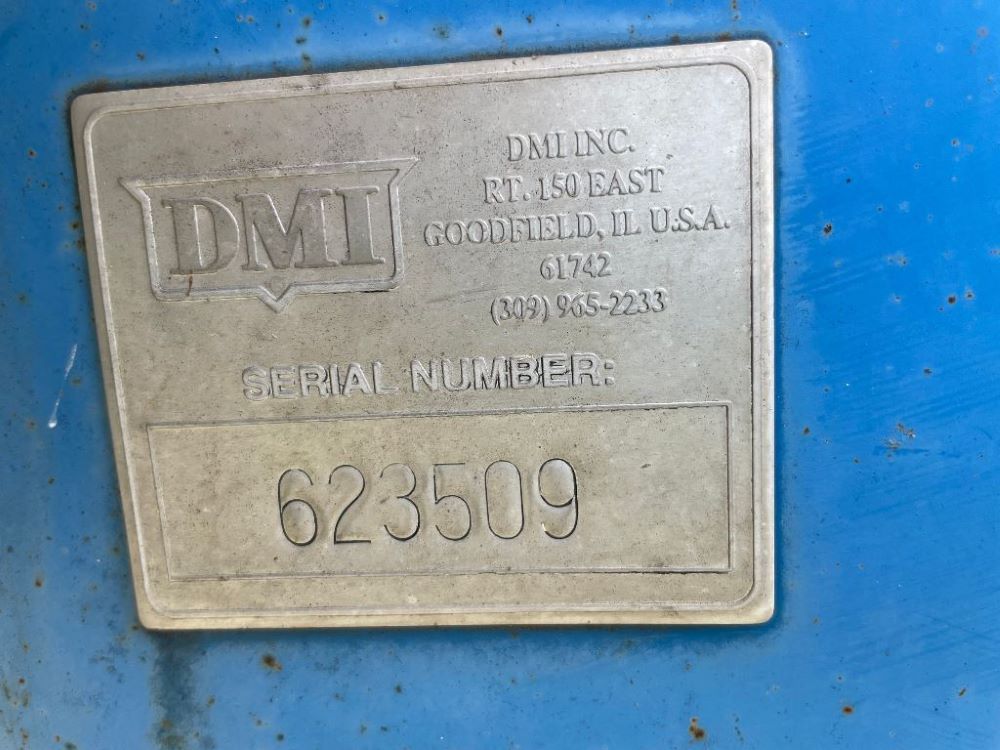 DMI
DMI INC.
RT. 150 EAST
GOODFIELD, IL U.S.A.
61742
(309) 965-2233
SERIAL NUMBER:
623509